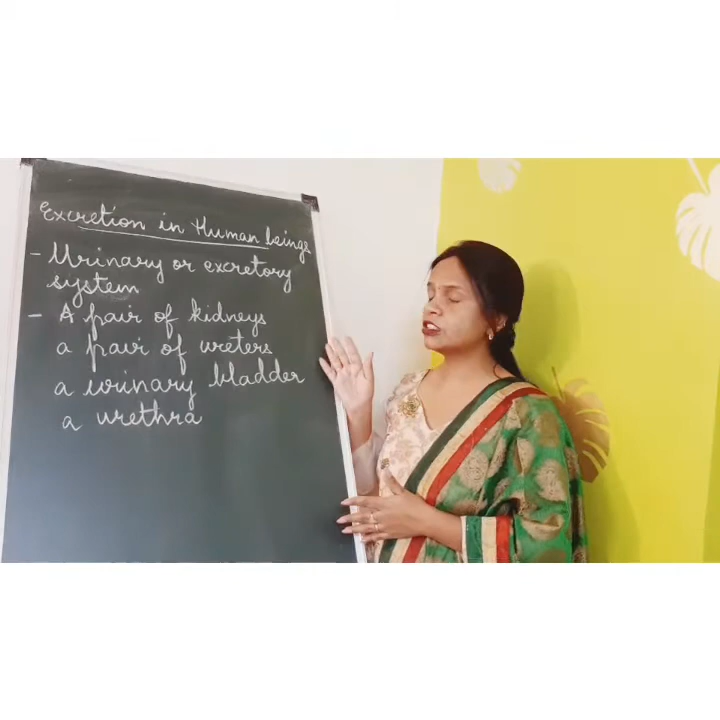 Excretion in Human beings
- Urinary or excretory
system
- A pair of kidneys
a pair of ureters
a urinary bladder
a urethra